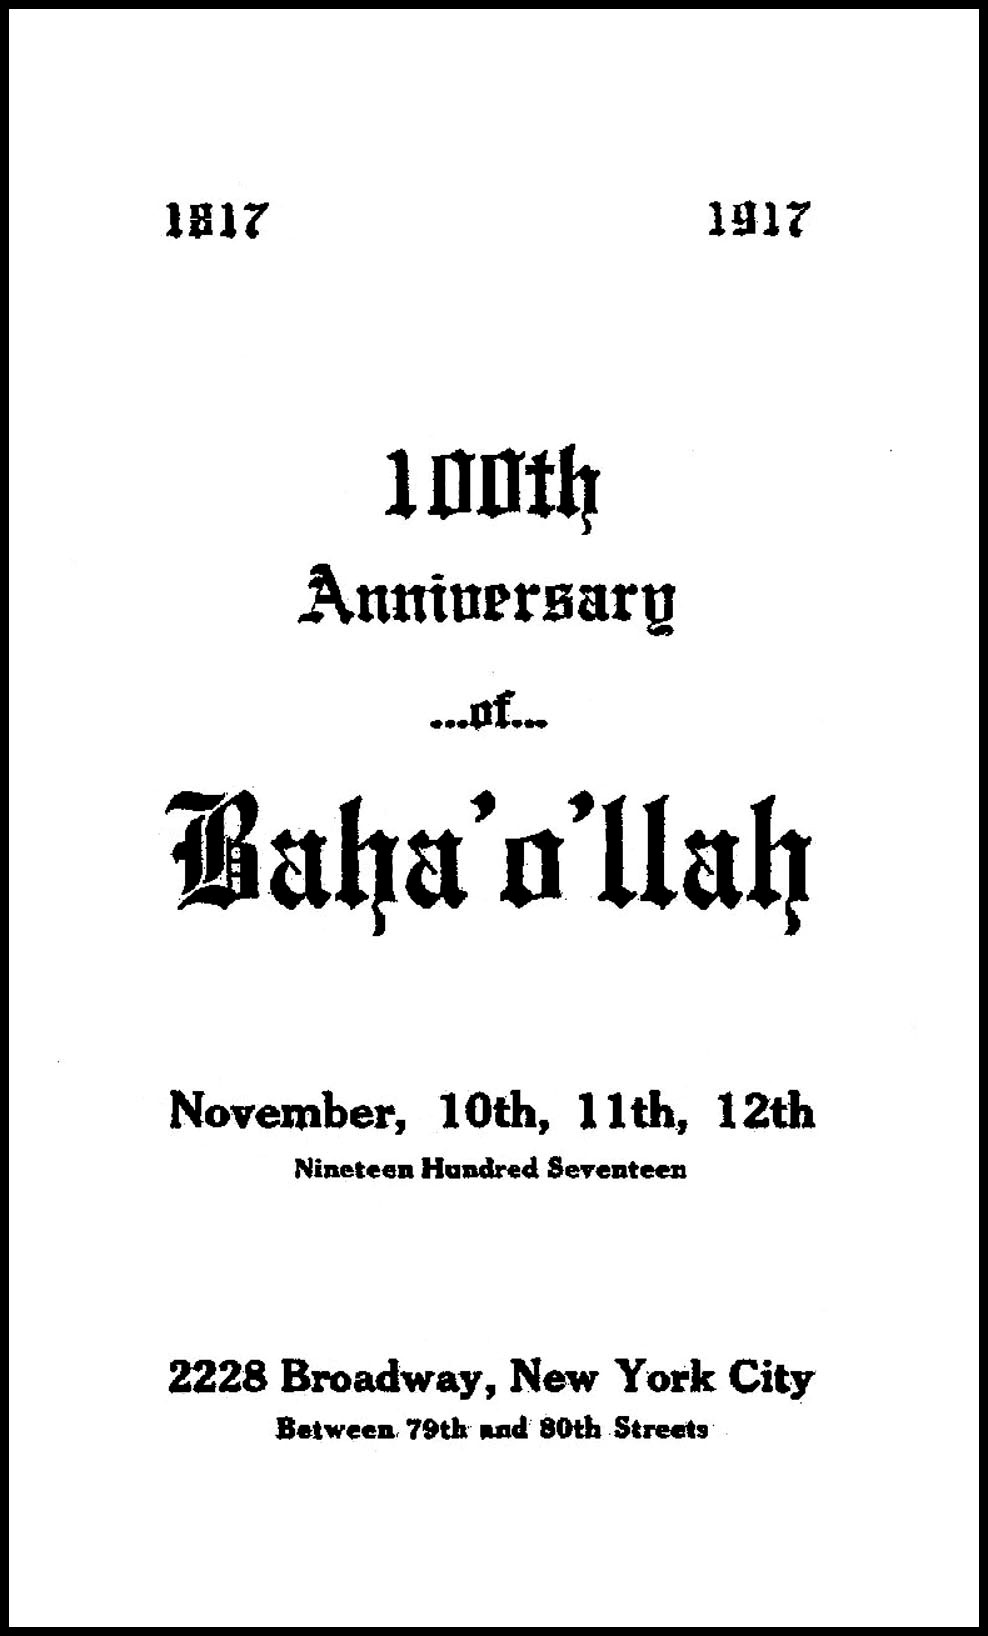 1817 1917
100th
Anniversary
...of...
Baha'o'llah
November, 10th, 11th, 12th
Nineteen Hundred Seventeen
2228 Broadway, New York City
Between 79th and 80th Streets